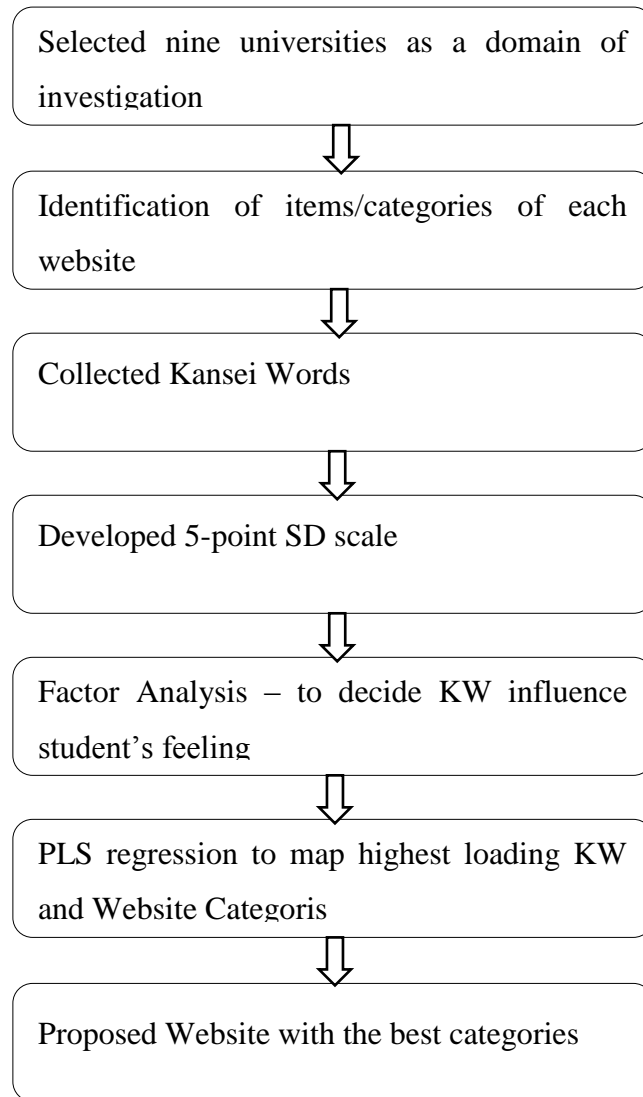 Selected nine universities as a domain of
investigation
Identification of items/categories of each
website
Collected Kansei Words
Developed 5-point SD scale
Factor Analysis – to decide KW influence
student's feeling
PLS regression to map highest loading KW
and Website Categoris
Proposed Website with the best categories